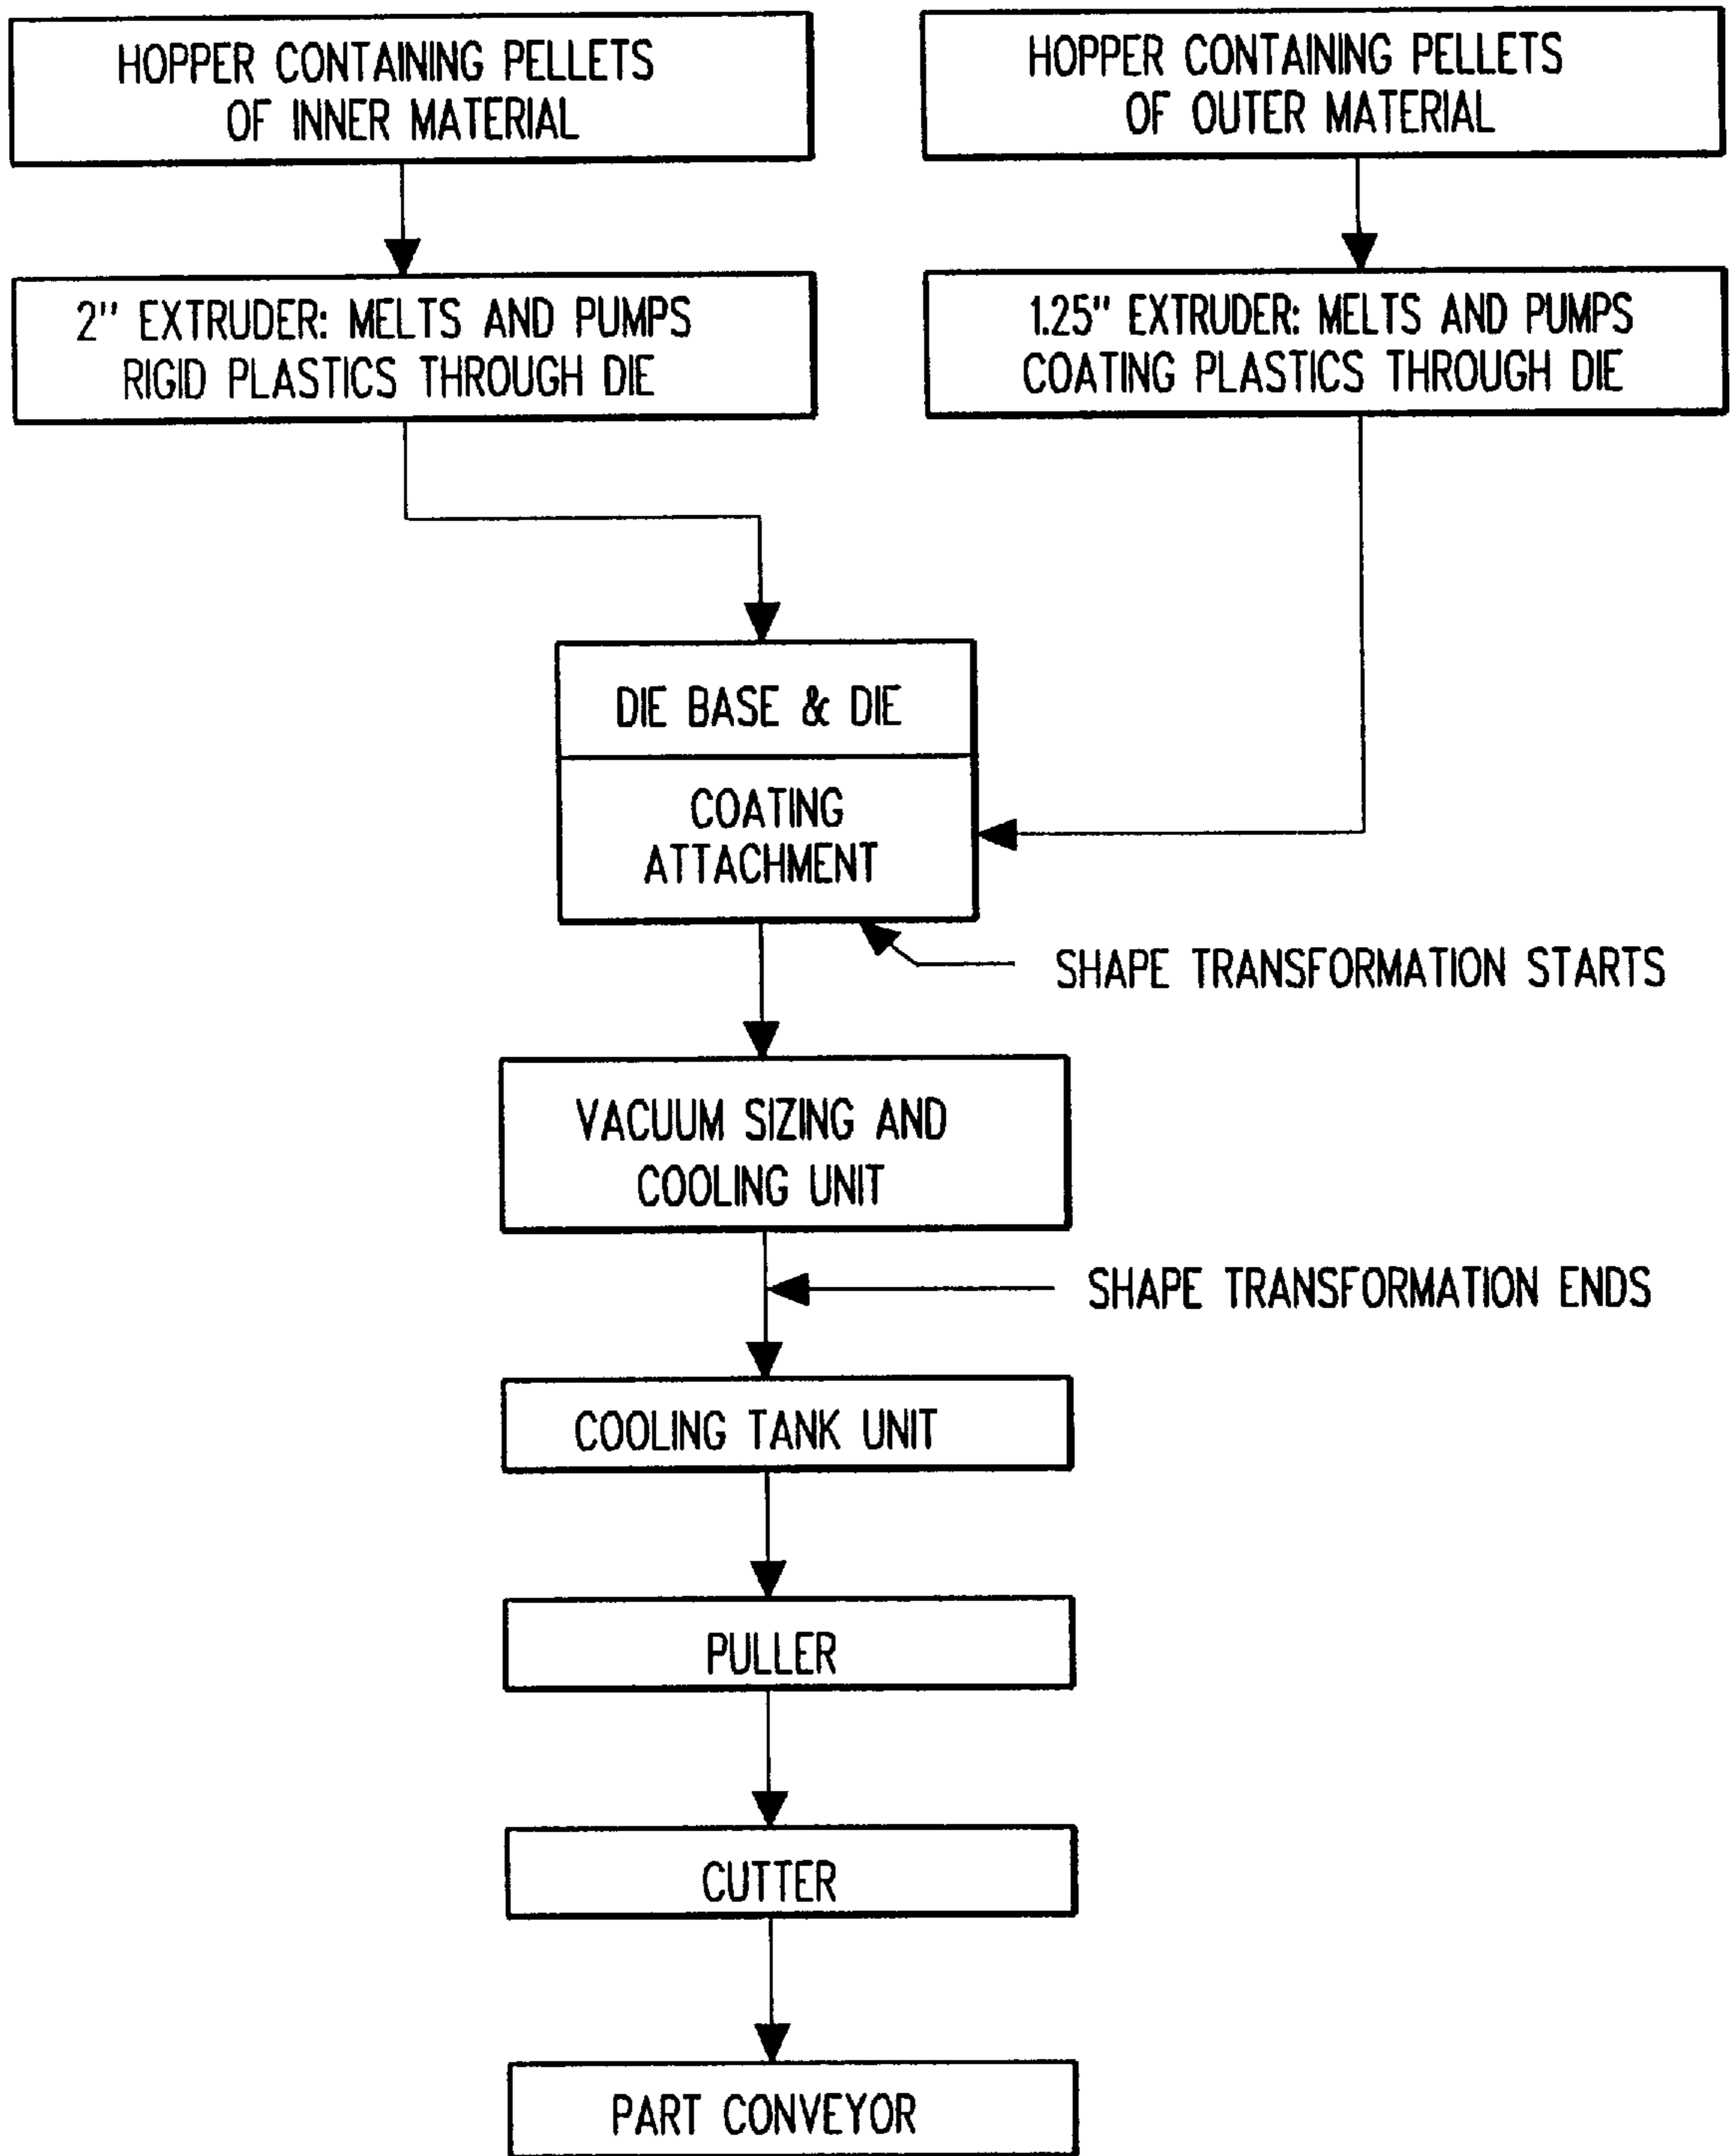 HOPPER CONTAINING PELLETS
OF INNER MATERIAL
HOPPER CONTAINING PELLETS
OF OUTER MATERIAL
2" EXTRUDER: MELTS AND PUMPS
RIGID PLASTICS THROUGH DIE
1.25" EXTRUDER: MELTS AND PUMPS
COATING PLASTICS THROUGH DIE
DIE BASE & DIE
COATING
ATTACHMENT
SHAPE TRANSFORMATION STARTS
VACUUM SIZING AND
COOLING UNIT
SHAPE TRANSFORMATION ENDS
COOLING TANK UNIT
PULLER
CUTTER
PART CONVEYOR